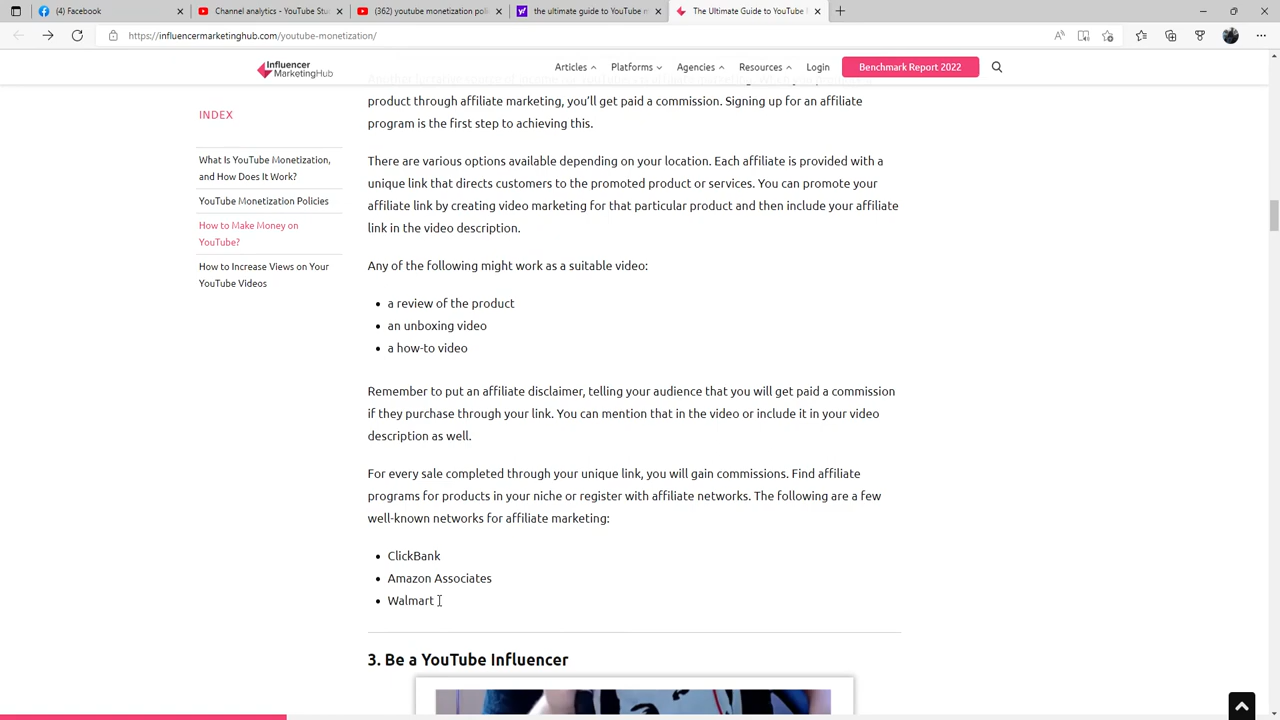 (4) Facebook
Channel analytics - YouTube Stu
(362) youtube monetization poli
the ultimate guide to YouTube m
The Ultimate Guide to YouTube
https://influencermarketinghub.com/youtube-monetization/
Influencer
MarketingHub
Articles
Platforms
Agencies
Resources
Login
Benchmark Report 2022
INDEX
What Is YouTube Monetization,
and How Does It Work?
YouTube Monetization Policies
How to Make Money on
YouTube?
How to Increase Views on Your
YouTube Videos
product through affiliate marketing, you’ll get paid a commission. Signing up for an affiliate
program is the first step to achieving this.
There are various options available depending on your location. Each affiliate is provided with a
unique link that directs customers to the promoted product or services. You can promote your
affiliate link by creating video marketing for that particular product and then include your affiliate
link in the video description.
Any of the following might work as a suitable video:
• a review of the product
• an unboxing video
• a how-to video
Remember to put an affiliate disclaimer, telling your audience that you will get paid a commission
if they purchase through your link. You can mention that in the video or include it in your video
description as well.
For every sale completed through your unique link, you will gain commissions. Find affiliate
programs for products in your niche or register with affiliate networks. The following are a few
well-known networks for affiliate marketing:
• ClickBank
• Amazon Associates
• Walmart
3. Be a YouTube Influencer